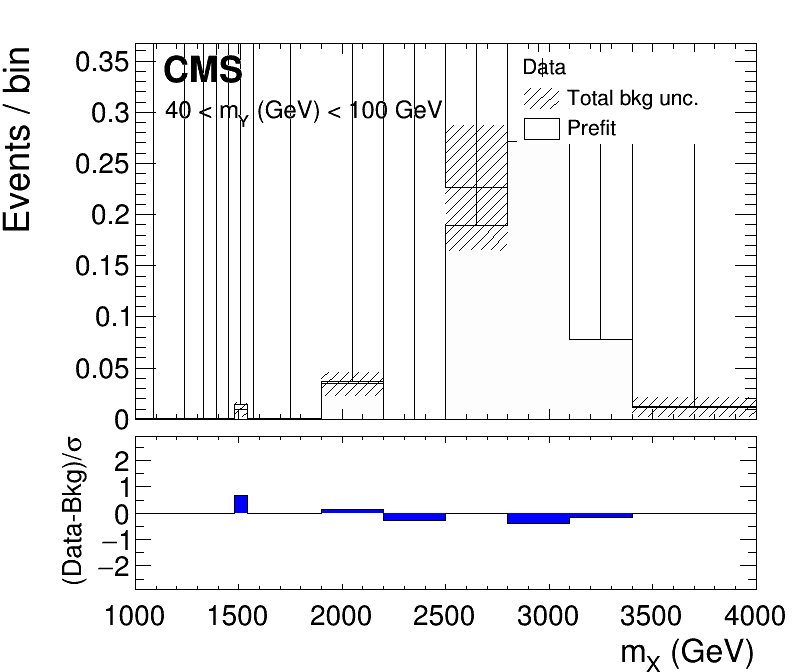 CMS
40 < m_Y (GeV) < 100 GeV
Data
Total bkg unc.
Prefit
Events / bin
0.35
0.3
0.25
0.2
0.15
0.1
0.05
0
(Data-Bkg)/σ
2
1
0
−1
−2
1000 1500 2000 2500 3000 3500 4000
m_X (GeV)